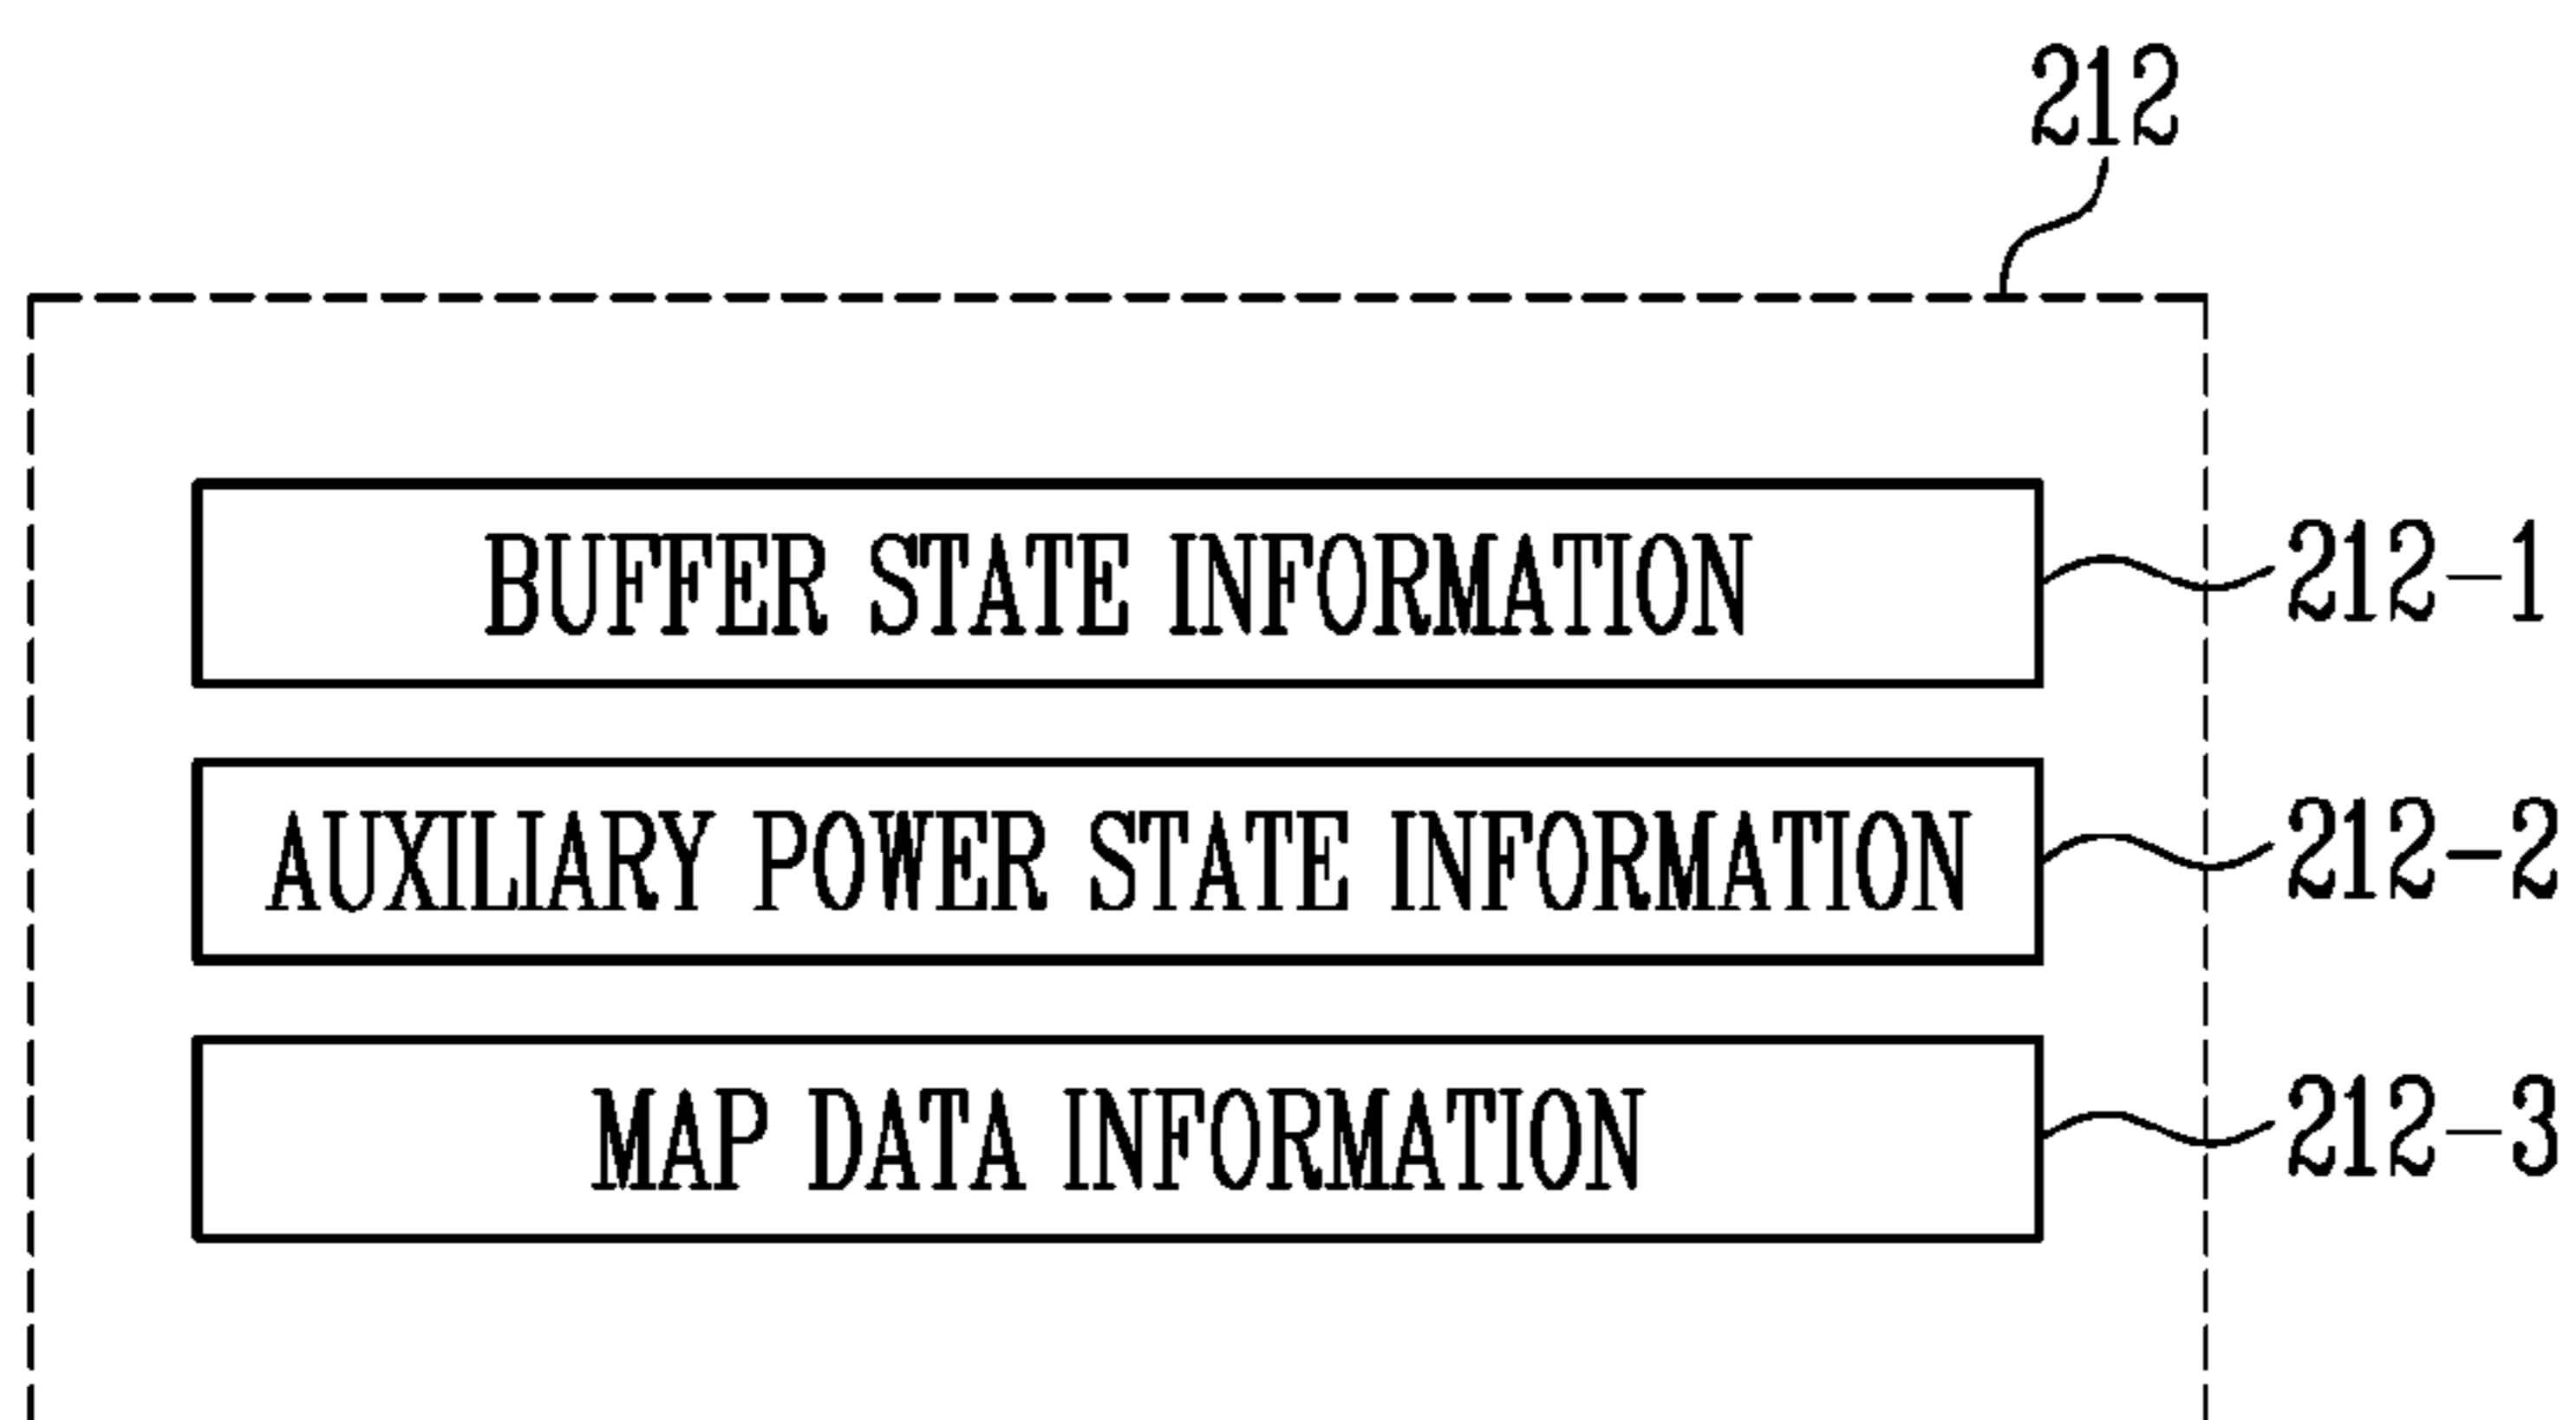 212
BUFFER STATE INFORMATION 212-1
AUXILIARY POWER STATE INFORMATION 212-2
MAP DATA INFORMATION 212-3